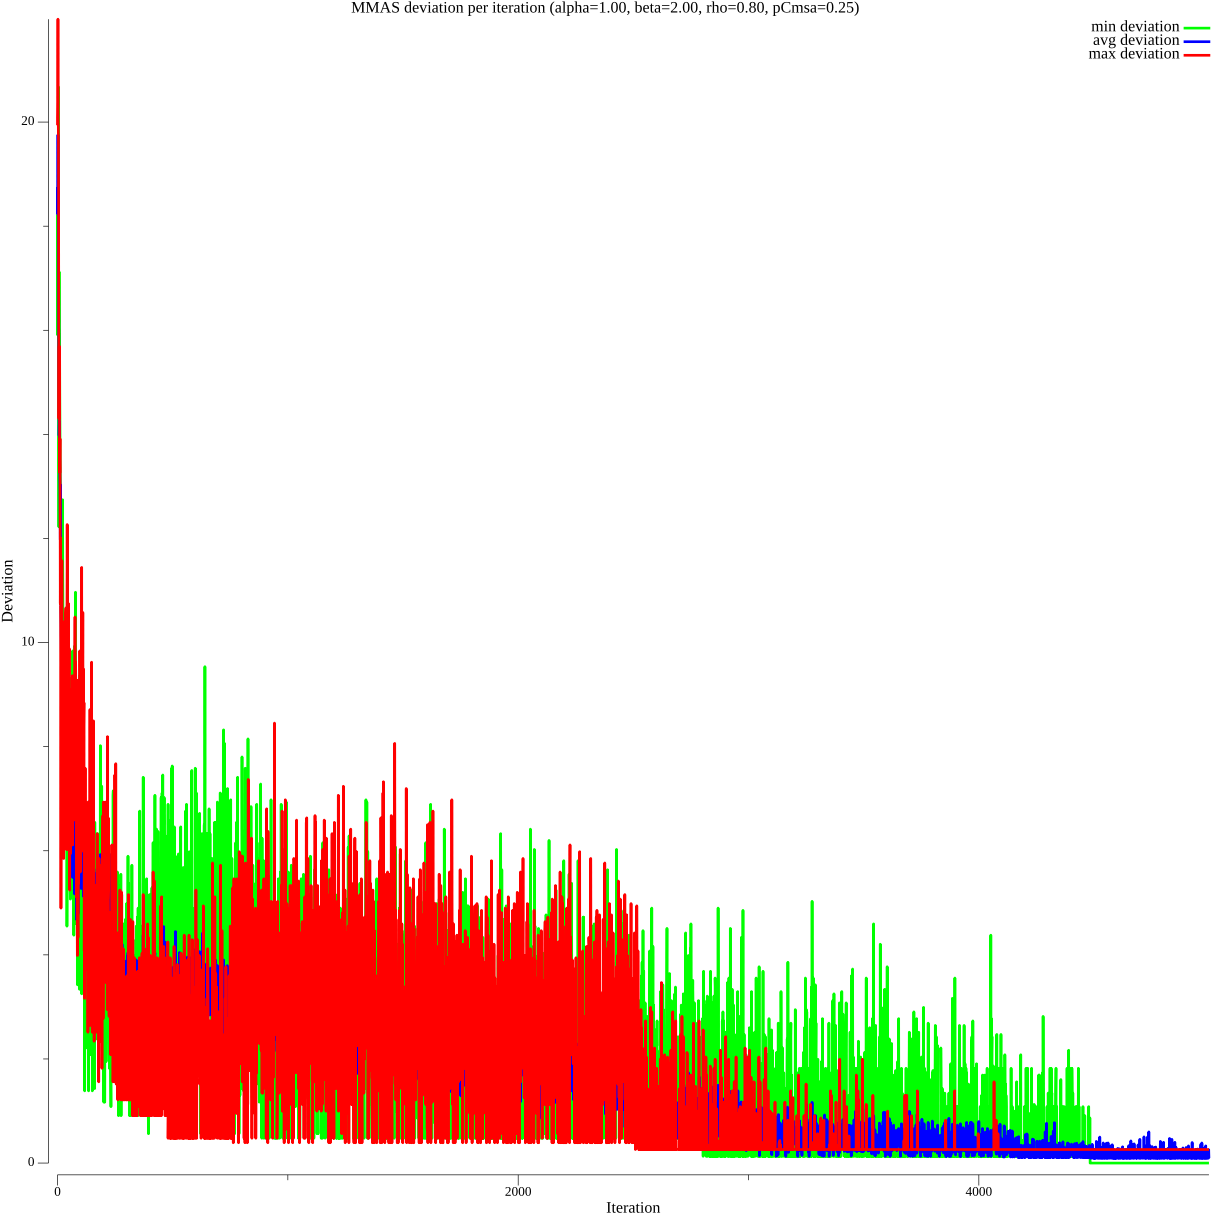 MMAS deviation per iteration (alpha=1.00, beta=2.00, rho=0.80, pCmsa=0.25)
min deviation
avg deviation
max deviation
20
10
0
Deviation
0
2000
4000
Iteration